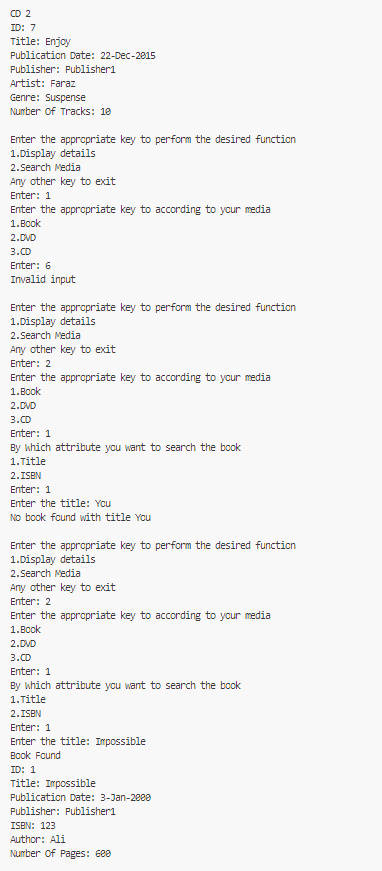 CD 2
ID: 7
Title: Enjoy
Publication Date: 22-Dec-2015
Publisher: Publisher1
Artist: Faraz
Genre: Suspense
Number Of Tracks: 10

Enter the appropriate key to perform the desired function
1.Display details
2.Search Media
Any other key to exit
Enter: 1
Enter the appropriate key to according to your media
1.Book
2.DVD
3.CD
Enter: 6
Invalid input

Enter the appropriate key to perform the desired function
1.Display details
2.Search Media
Any other key to exit
Enter: 2
Enter the appropriate key to according to your media
1.Book
2.DVD
3.CD
Enter: 1
By Which attribute you want to search the book
1.Title
2.ISBN
Enter: 1
Enter the title: You
No book found with title You

Enter the appropriate key to perform the desired function
1.Display details
2.Search Media
Any other key to exit
Enter: 2
Enter the appropriate key to according to your media
1.Book
2.DVD
3.CD
Enter: 1
By Which attribute you want to search the book
1.Title
2.ISBN
Enter: 1
Enter the title: Impossible
Book Found
ID: 1
Title: Impossible
Publication Date: 3-Jan-2000
Publisher: Publisher1
ISBN: 123
Author: Ali
Number Of Pages: 600